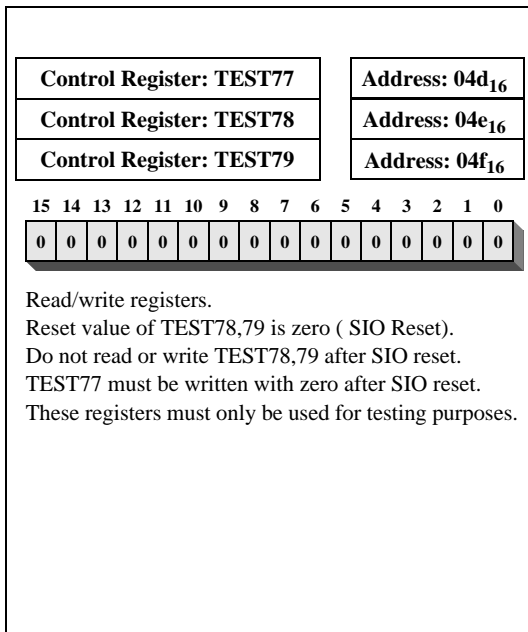 Control Register: TEST77 Address: 04d16
Control Register: TEST78 Address: 04e16
Control Register: TEST79 Address: 04f16
15 14 13 12 11 10 9 8 7 6 5 4 3 2 1 0
0 0 0 0 0 0 0 0 0 0 0 0 0 0 0 0
Read/write registers.
Reset value of TEST78,79 is zero ( SIO Reset).
Do not read or write TEST78,79 after SIO reset.
TEST77 must be written with zero after SIO reset.
These registers must only be used for testing purposes.